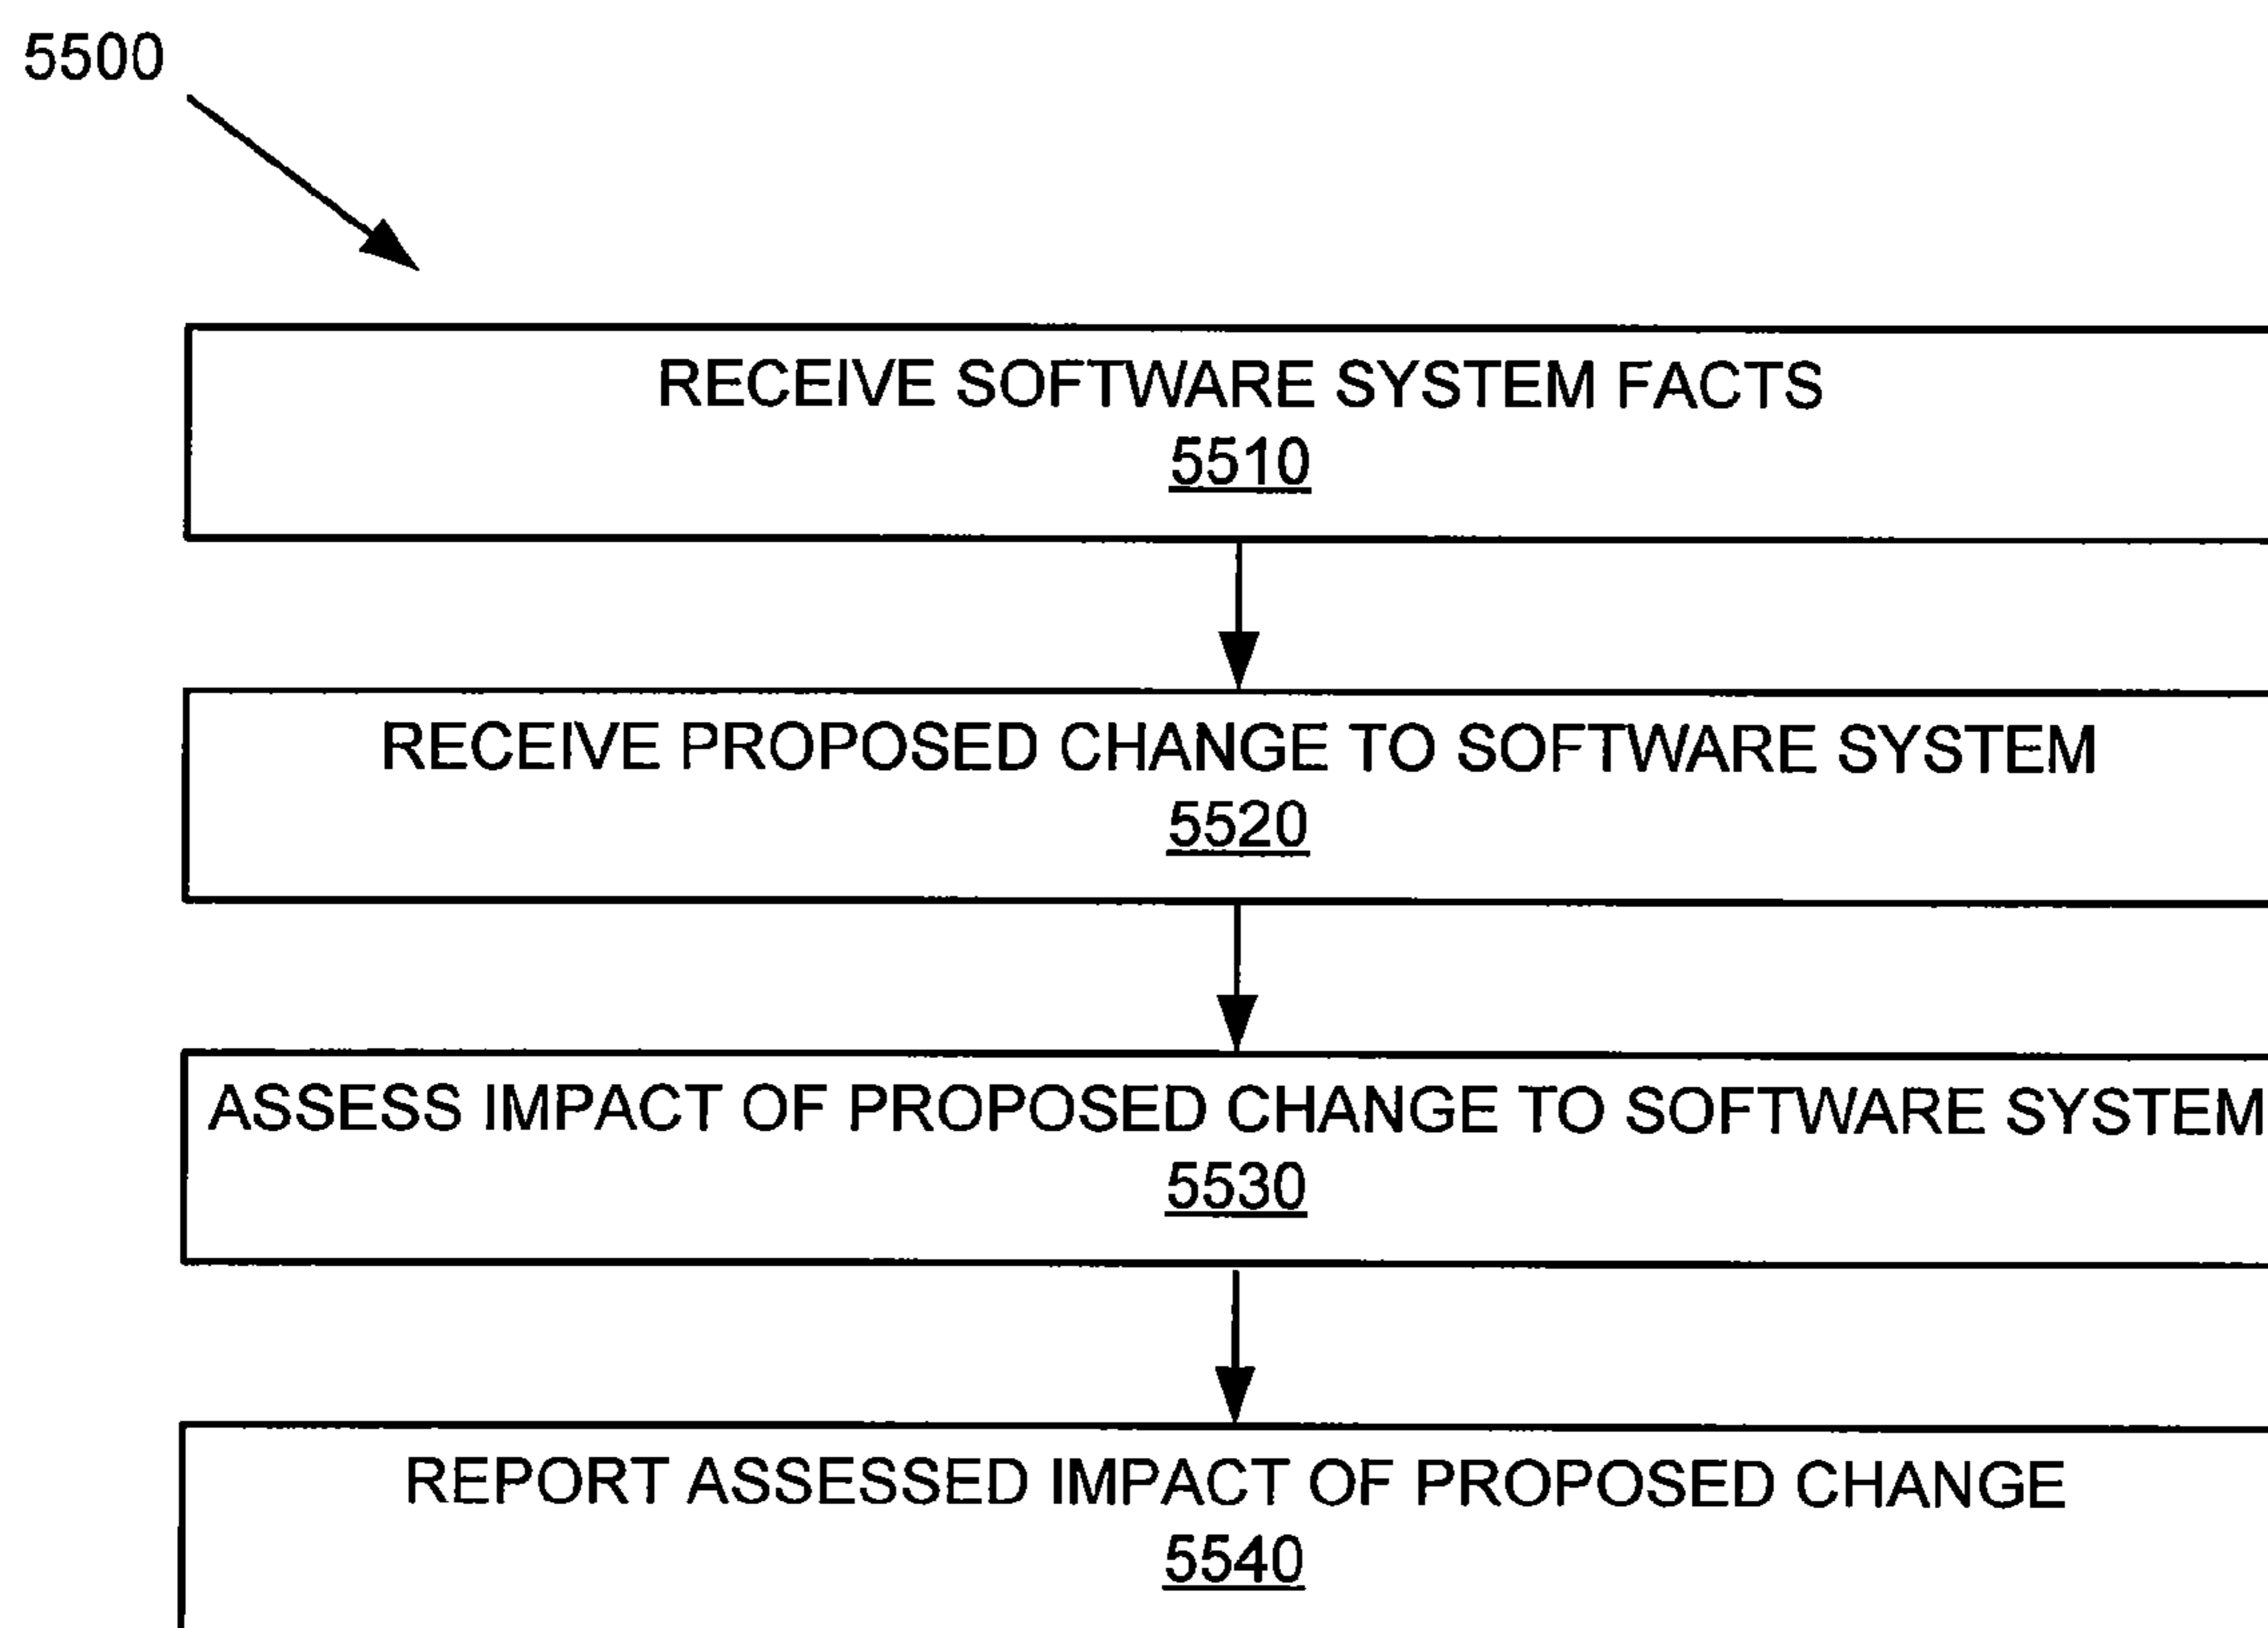 5500
RECEIVE SOFTWARE SYSTEM FACTS
5510
RECEIVE PROPOSED CHANGE TO SOFTWARE SYSTEM
5520
ASSESS IMPACT OF PROPOSED CHANGE TO SOFTWARE SYSTEM
5530
REPORT ASSESSED IMPACT OF PROPOSED CHANGE
5540